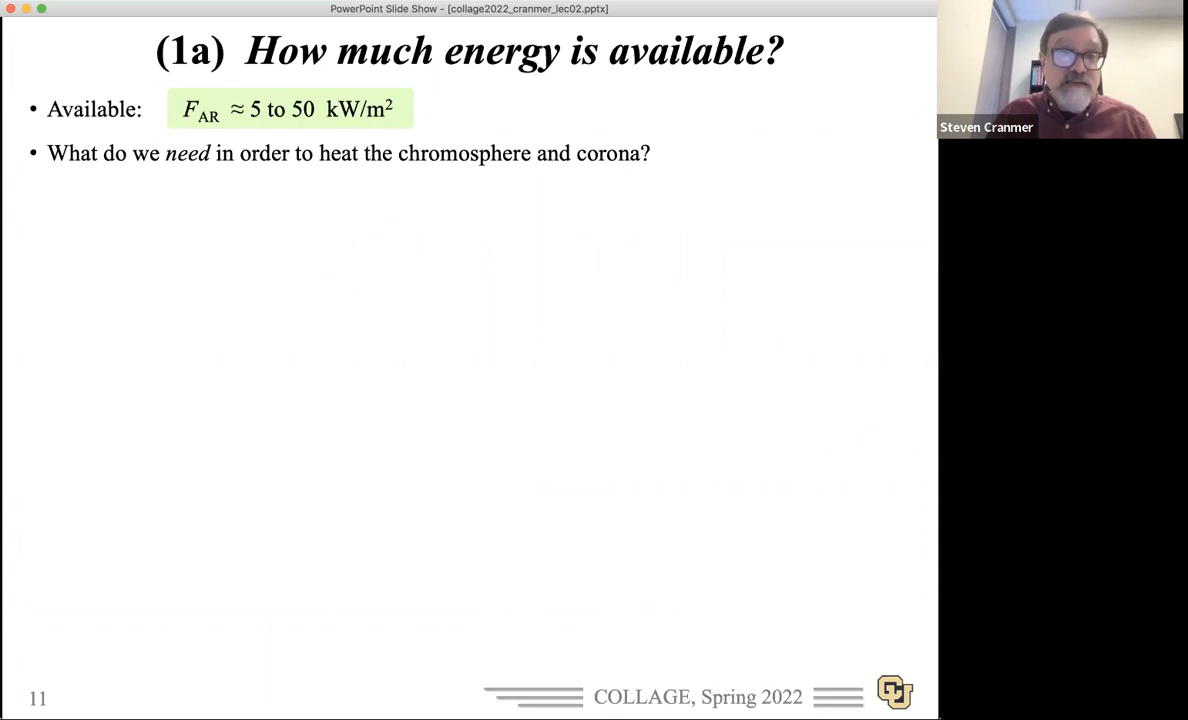 PowerPoint Slide Show - [collage2022_cranmer_lec02.pptx]
(1a) How much energy is available?
• Available: F_AR ≈ 5 to 50 kW/m²
• What do we need in order to heat the chromosphere and corona?
11
COLLAGE, Spring 2022
CU
Steven Cranmer